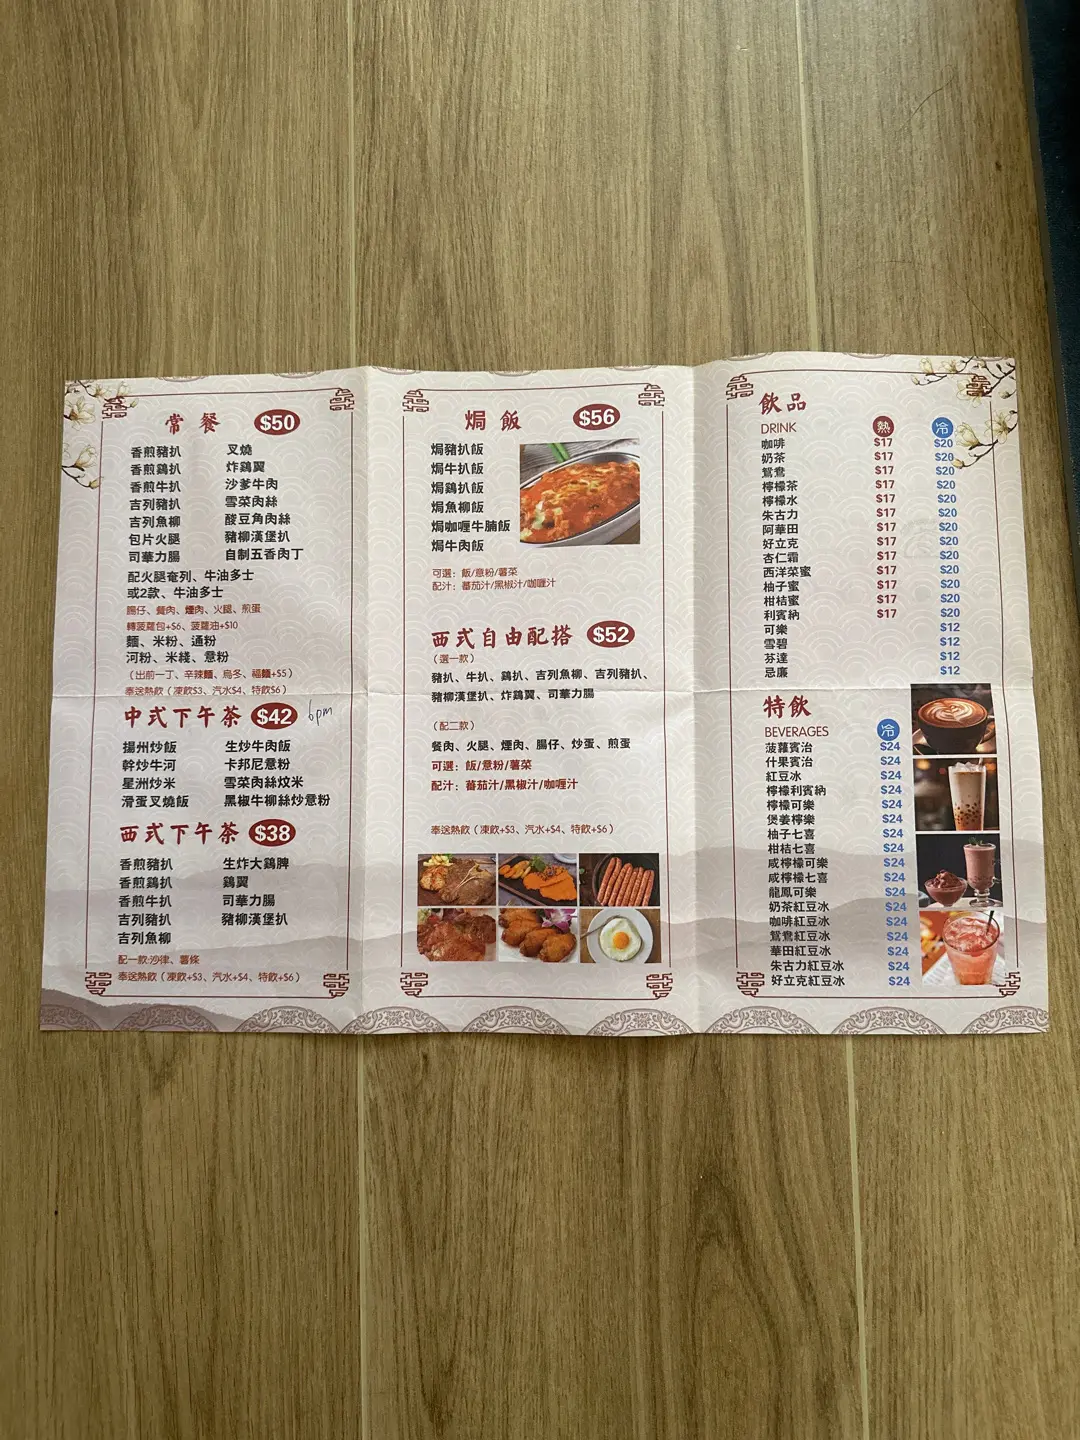 常餐 $50
香煎豬扒 叉燒
香煎鷄扒 炸鷄翼
香煎牛扒 沙爹牛肉
吉列豬扒 雪菜肉絲
吉列魚柳 酸豆角肉絲
包片火腿 豬柳漢堡扒
司華力腸 自制五香肉丁
配火腿奄列、牛油多士
或2款、牛油多士
腸仔、餐肉、煙肉、火腿、煎蛋
轉菠蘿包+$6、菠蘿油+$10
麵、米粉、通粉
河粉、米綫、意粉
（出前一丁、辛辣麵、烏冬、福麵+$5）
奉送熱飲（凍飲$3、汽水$4、特飲$6）
中式下午茶 $42 6pm
揚州炒飯 生炒牛肉飯
幹炒牛河 卡邦尼意粉
星洲炒米 雪菜肉絲炆米
滑蛋叉燒飯 黑椒牛柳絲炒意粉
西式下午茶 $38
香煎豬扒 生炸大鷄脾
香煎鷄扒 鷄翼
香煎牛扒 司華力腸
吉列豬扒 豬柳漢堡扒
吉列魚柳
配一款:沙律、薯條
奉送熱飲（凍飲+$3、汽水+$4、特飲+$6）
焗飯 $56
焗豬扒飯
焗牛扒飯
焗鷄扒飯
焗魚柳飯
焗咖喱牛腩飯
焗牛肉飯
可選：飯/意粉/薯菜
配汁：蕃茄汁/黑椒汁/咖喱汁
西式自由配搭 $52
（選一款）
豬扒、牛扒、鷄扒、吉列魚柳、吉列豬扒、
豬柳漢堡扒、炸鷄翼、司華力腸
（配二款）
餐肉、火腿、煙肉、腸仔、炒蛋、煎蛋
可選：飯/意粉/薯菜
配汁：蕃茄汁/黑椒汁/咖喱汁
奉送熱飲（凍飲+$3、汽水+$4、特飲+$6）
飲品
DRINK 熱 冷
咖啡 $17 $20
奶茶 $17 $20
鴛鴦 $17 $20
檸檬茶 $17 $20
檸檬水 $17 $20
朱古力 $17 $20
阿華田 $17 $20
好立克 $17 $20
杏仁霜 $17 $20
西洋菜蜜 $17 $20
柚子蜜 $17 $20
柑桔蜜 $17 $20
利賓納 $17 $20
可樂 $12
雪碧 $12
芬達 $12
忌廉 $12
特飲
BEVERAGES 冷
菠蘿賓治 $24
什果賓治 $24
紅豆冰 $24
檸檬利賓納 $24
檸檬可樂 $24
煲姜檸樂 $24
柚子七喜 $24
柑桔七喜 $24
咸檸檬可樂 $24
咸檸檬七喜 $24
龍鳳可樂 $24
奶茶紅豆冰 $24
咖啡紅豆冰 $24
鴛鴦紅豆冰 $24
華田紅豆冰 $24
朱古力紅豆冰 $24
好立克紅豆冰 $24